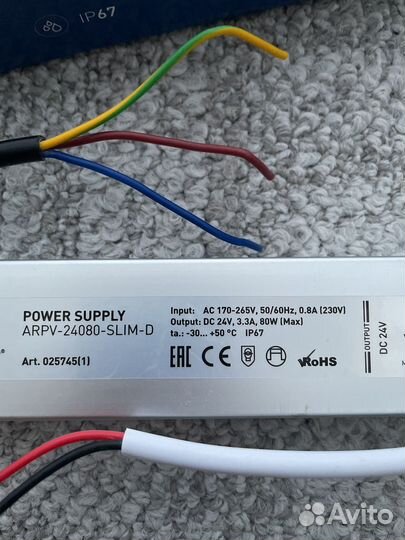 IP67
POWER SUPPLY
ARPV-24080-SLIM-D
Art. 025745(1)
Input: AC 170-265V, 50/60Hz, 0.8A (230V)
Output: DC 24V, 3.3A, 80W (Max)
ta.: -30... +50 °C IP67
EAC CE RoHS
OUTPUT
DC 24V
Avito